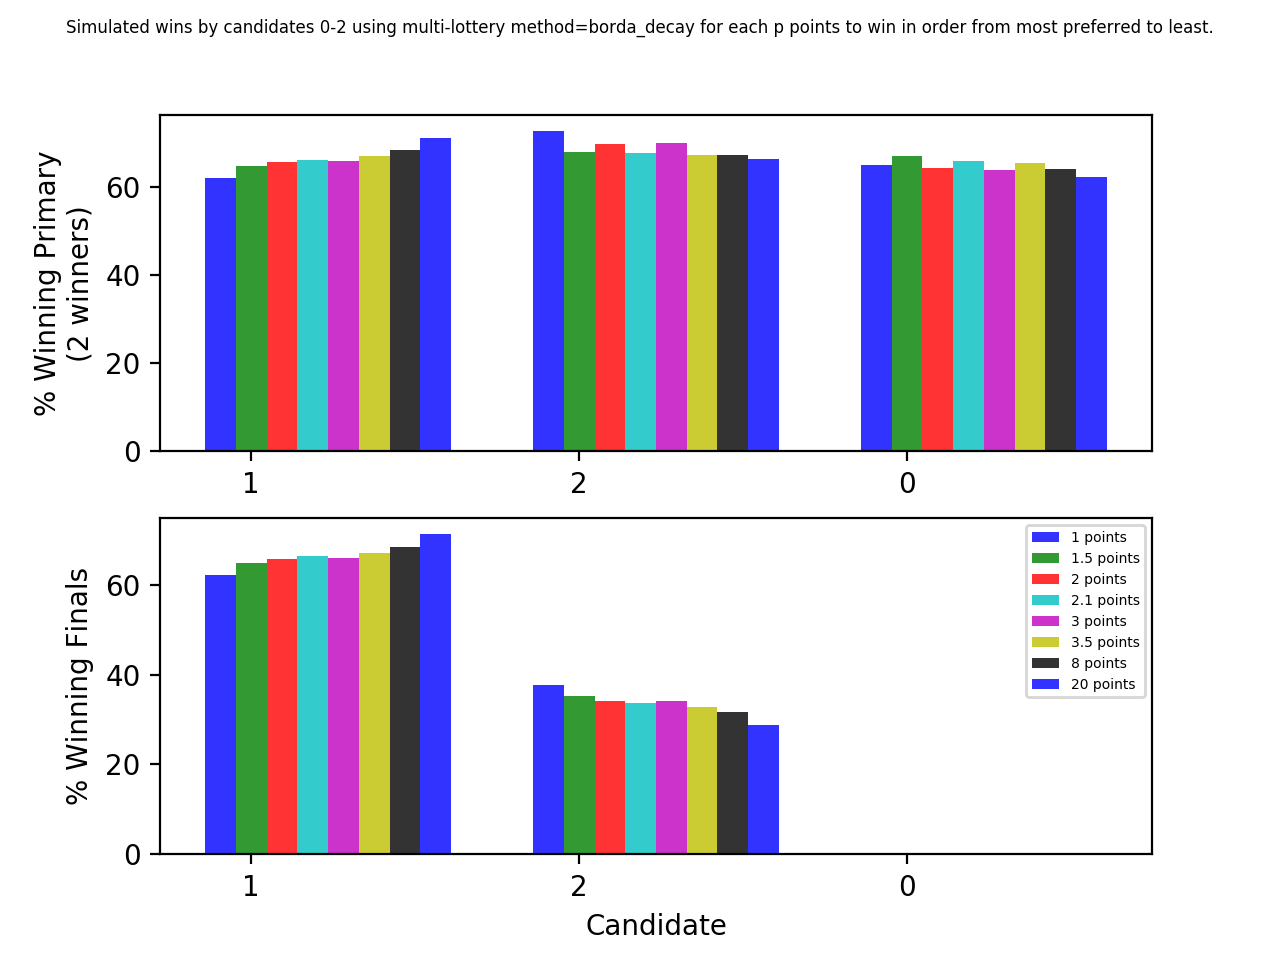 Simulated wins by candidates 0-2 using multi-lottery method=borda_decay for each p points to win in order from most preferred to least.
% Winning Primary
(2 winners)
60
40
20
0
1
2
0
% Winning Finals
60
40
20
0
1 points
1.5 points
2 points
2.1 points
3 points
3.5 points
8 points
20 points
1
2
0
Candidate